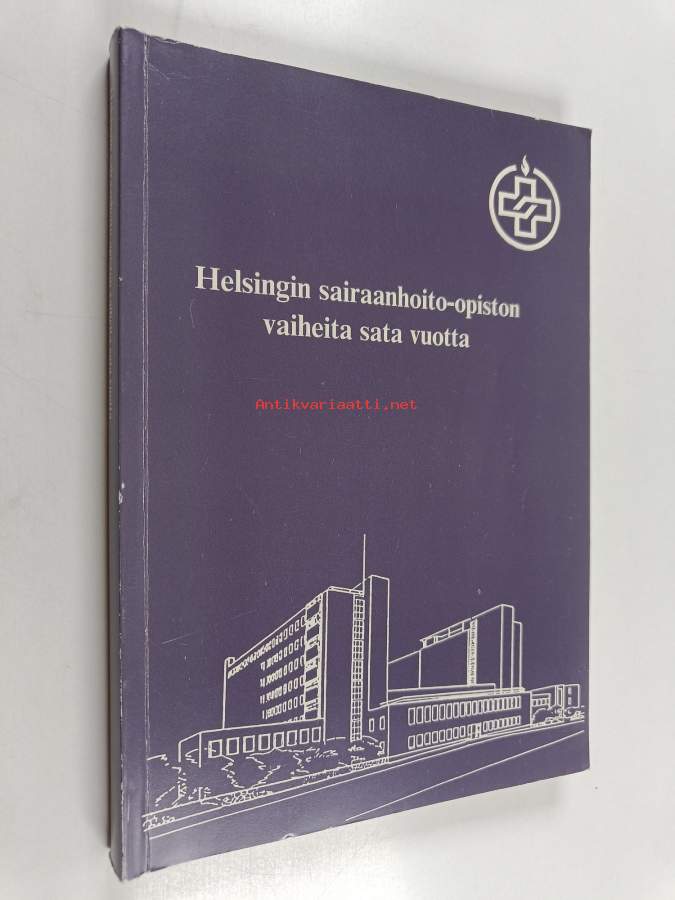 Helsingin sairaanhoito-opiston
vaiheita sata vuotta
Antikvariaatti.net